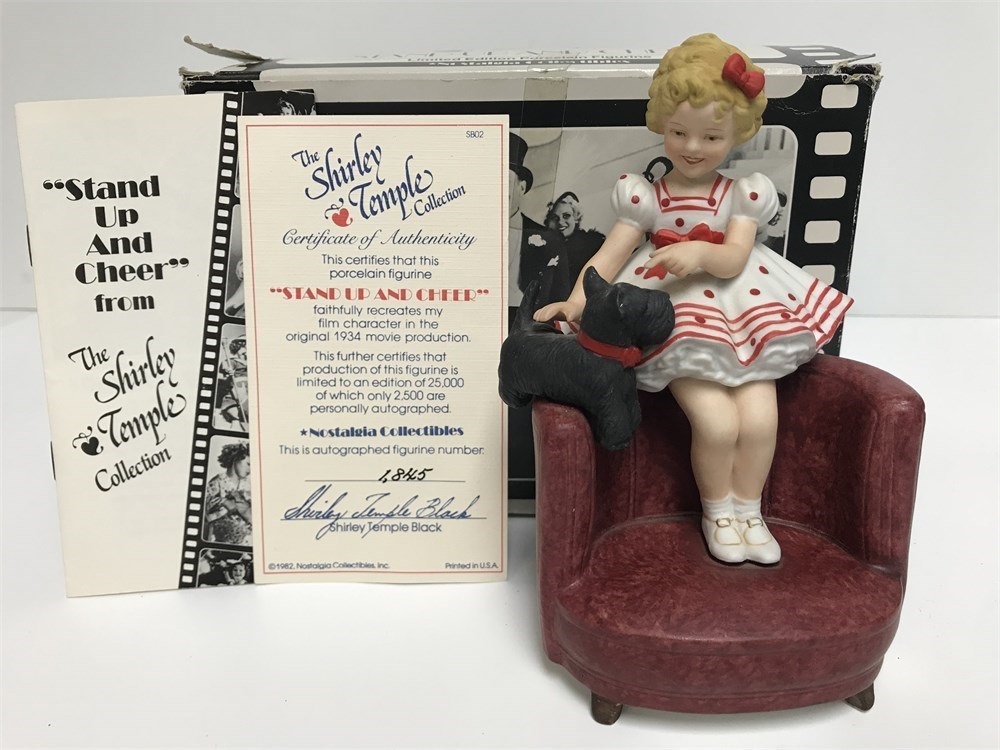 Limited Edition Porcelain Figurine
"Stand
Up
And
Cheer"
from
The
Shirley
Temple
Collection
SB02
The
Shirley
Temple
Collection
Certificate of Authenticity
This certifies that this
porcelain figurine
"STAND UP AND CHEER"
faithfully recreates my
film character in the
original 1934 movie production.
This further certifies that
production of this figurine is
limited to an edition of 25,000
of which only 2,500 are
personally autographed.
★Nostalgia Collectibles
This is autographed figurine number:
1,845
Shirley Temple Black
Shirley Temple Black
©1982, Nostalgia Collectibles, Inc.
Printed in U.S.A.